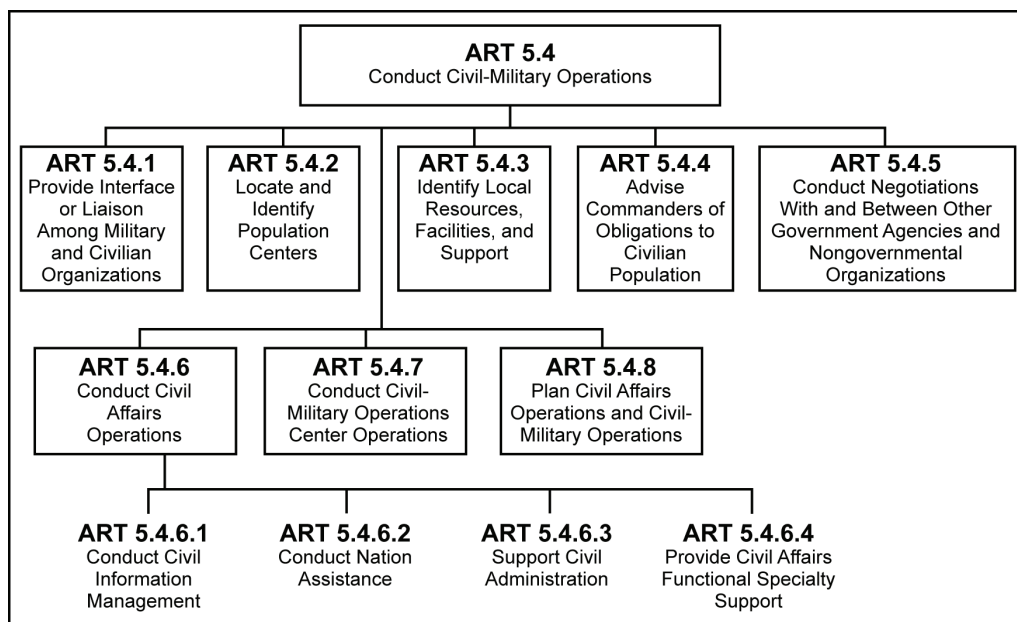 ART 5.4
Conduct Civil-Military Operations
ART 5.4.1
Provide Interface
or Liaison
Among Military
and Civilian
Organizations
ART 5.4.2
Locate and
Identify
Population
Centers
ART 5.4.3
Identify Local
Resources,
Facilities, and
Support
ART 5.4.4
Advise
Commanders of
Obligations to
Civilian
Population
ART 5.4.5
Conduct Negotiations
With and Between Other
Government Agencies and
Nongovernmental
Organizations
ART 5.4.6
Conduct Civil
Affairs
Operations
ART 5.4.7
Conduct Civil-
Military Operations
Center Operations
ART 5.4.8
Plan Civil Affairs
Operations and Civil-
Military Operations
ART 5.4.6.1
Conduct Civil
Information
Management
ART 5.4.6.2
Conduct Nation
Assistance
ART 5.4.6.3
Support Civil
Administration
ART 5.4.6.4
Provide Civil Affairs
Functional Specialty
Support